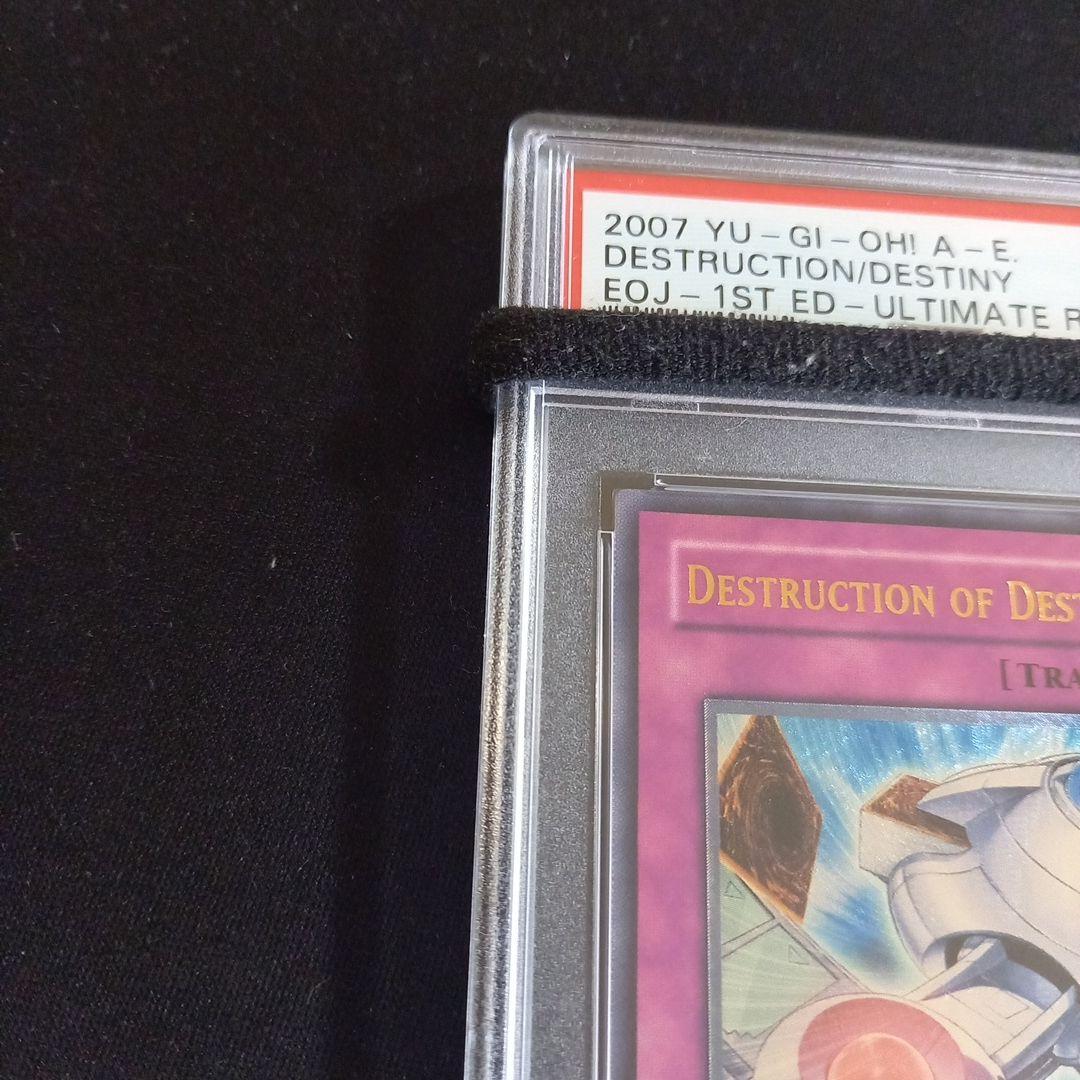 2007 YU-GI-OH! A-E.
DESTRUCTION/DESTINY
EOJ-1ST ED-ULTIMATE R
DESTRUCTION OF DEST
[TRA